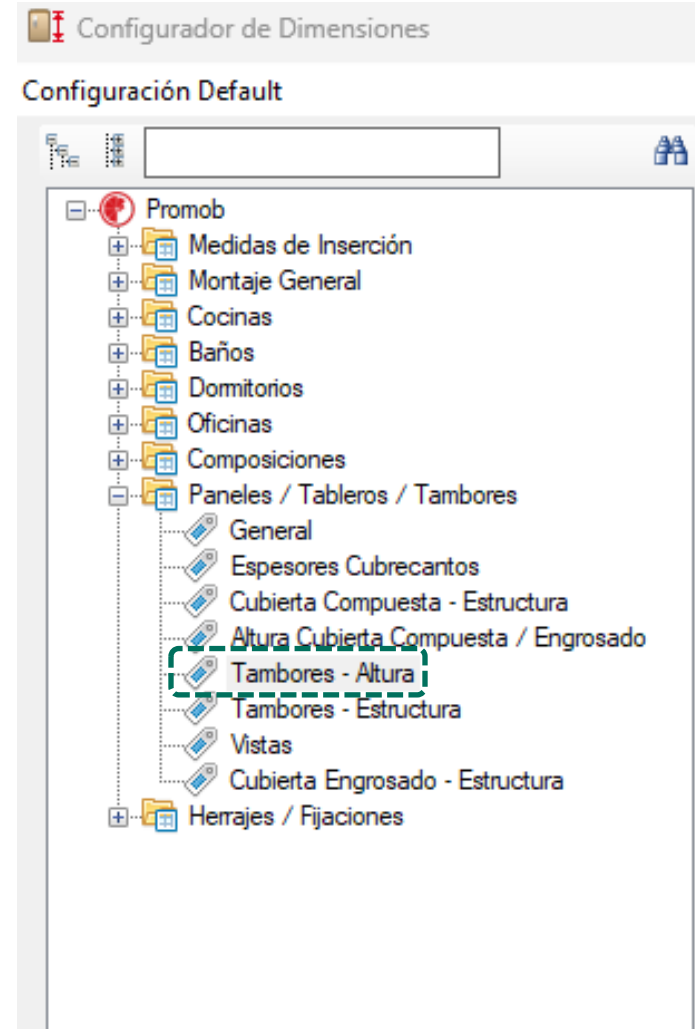 Configurador de Dimensiones
Configuración Default
Promob
Medidas de Inserción
Montaje General
Cocinas
Baños
Dormitorios
Oficinas
Composiciones
Paneles / Tableros / Tambores
General
Espesores Cubrecantos
Cubierta Compuesta - Estructura
Altura Cubierta Compuesta / Engrosado
Tambores - Altura
Tambores - Estructura
Vistas
Cubierta Engrosado - Estructura
Herrajes / Fijaciones